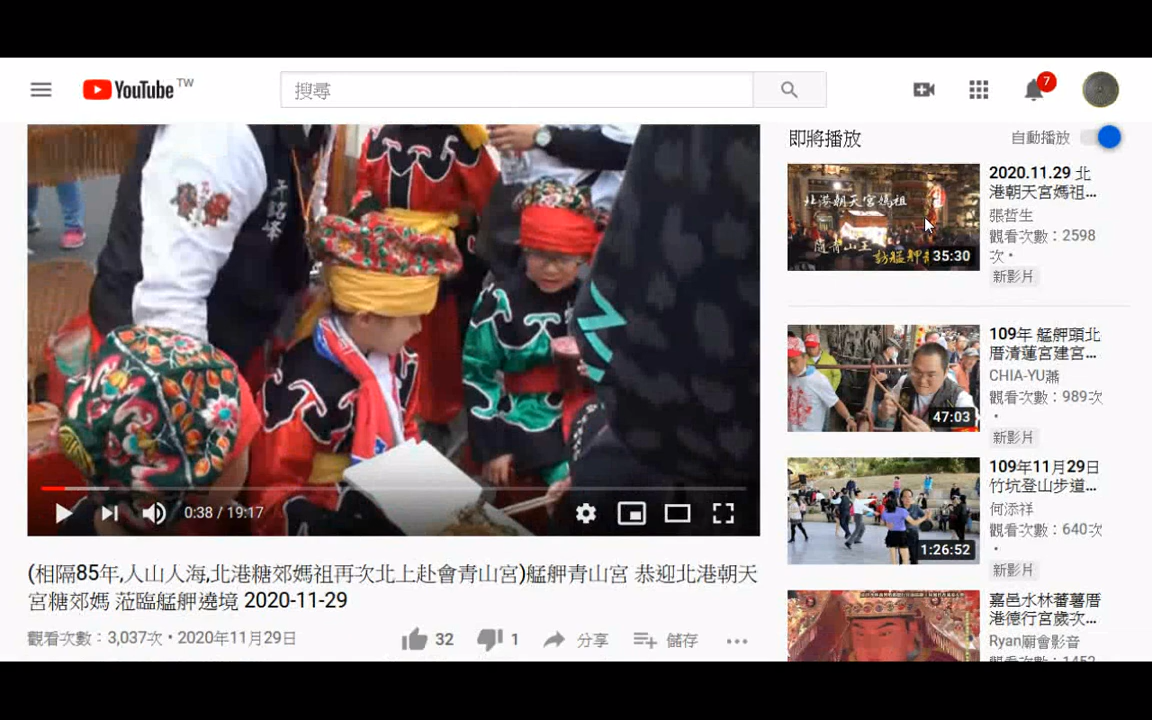 YouTube TW
搜尋
7
即將播放
自動播放
北港朝天宮媽祖
35:30
2020.11.29 北
港朝天宮媽祖...
張哲生
觀看次數：2598
次 •
新影片
47:03
109年 艋舺頭北
厝清蓮宮建宮...
CHIA-YU蕭
觀看次數：989次
•
新影片
1:26:52
109年11月29日
竹坑登山步道...
何添祥
觀看次數：640次
•
新影片
嘉邑水林蕃薯厝
港德行宮歲次...
Ryan廟會影音
0:38 / 19:17
(相隔85年,人山人海,北港糖郊媽祖再次北上赴會青山宮)艋舺青山宮 恭迎北港朝天
宮糖郊媽 蒞臨艋舺遶境 2020-11-29
觀看次數：3,037次 • 2020年11月29日
32
1
分享
儲存